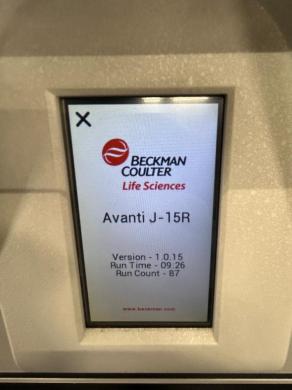 BECKMAN
COULTER
Life Sciences
Avanti J-15R
Version - 1.0.15
Run Time - 09:26
Run Count - 87
www.beckman.com